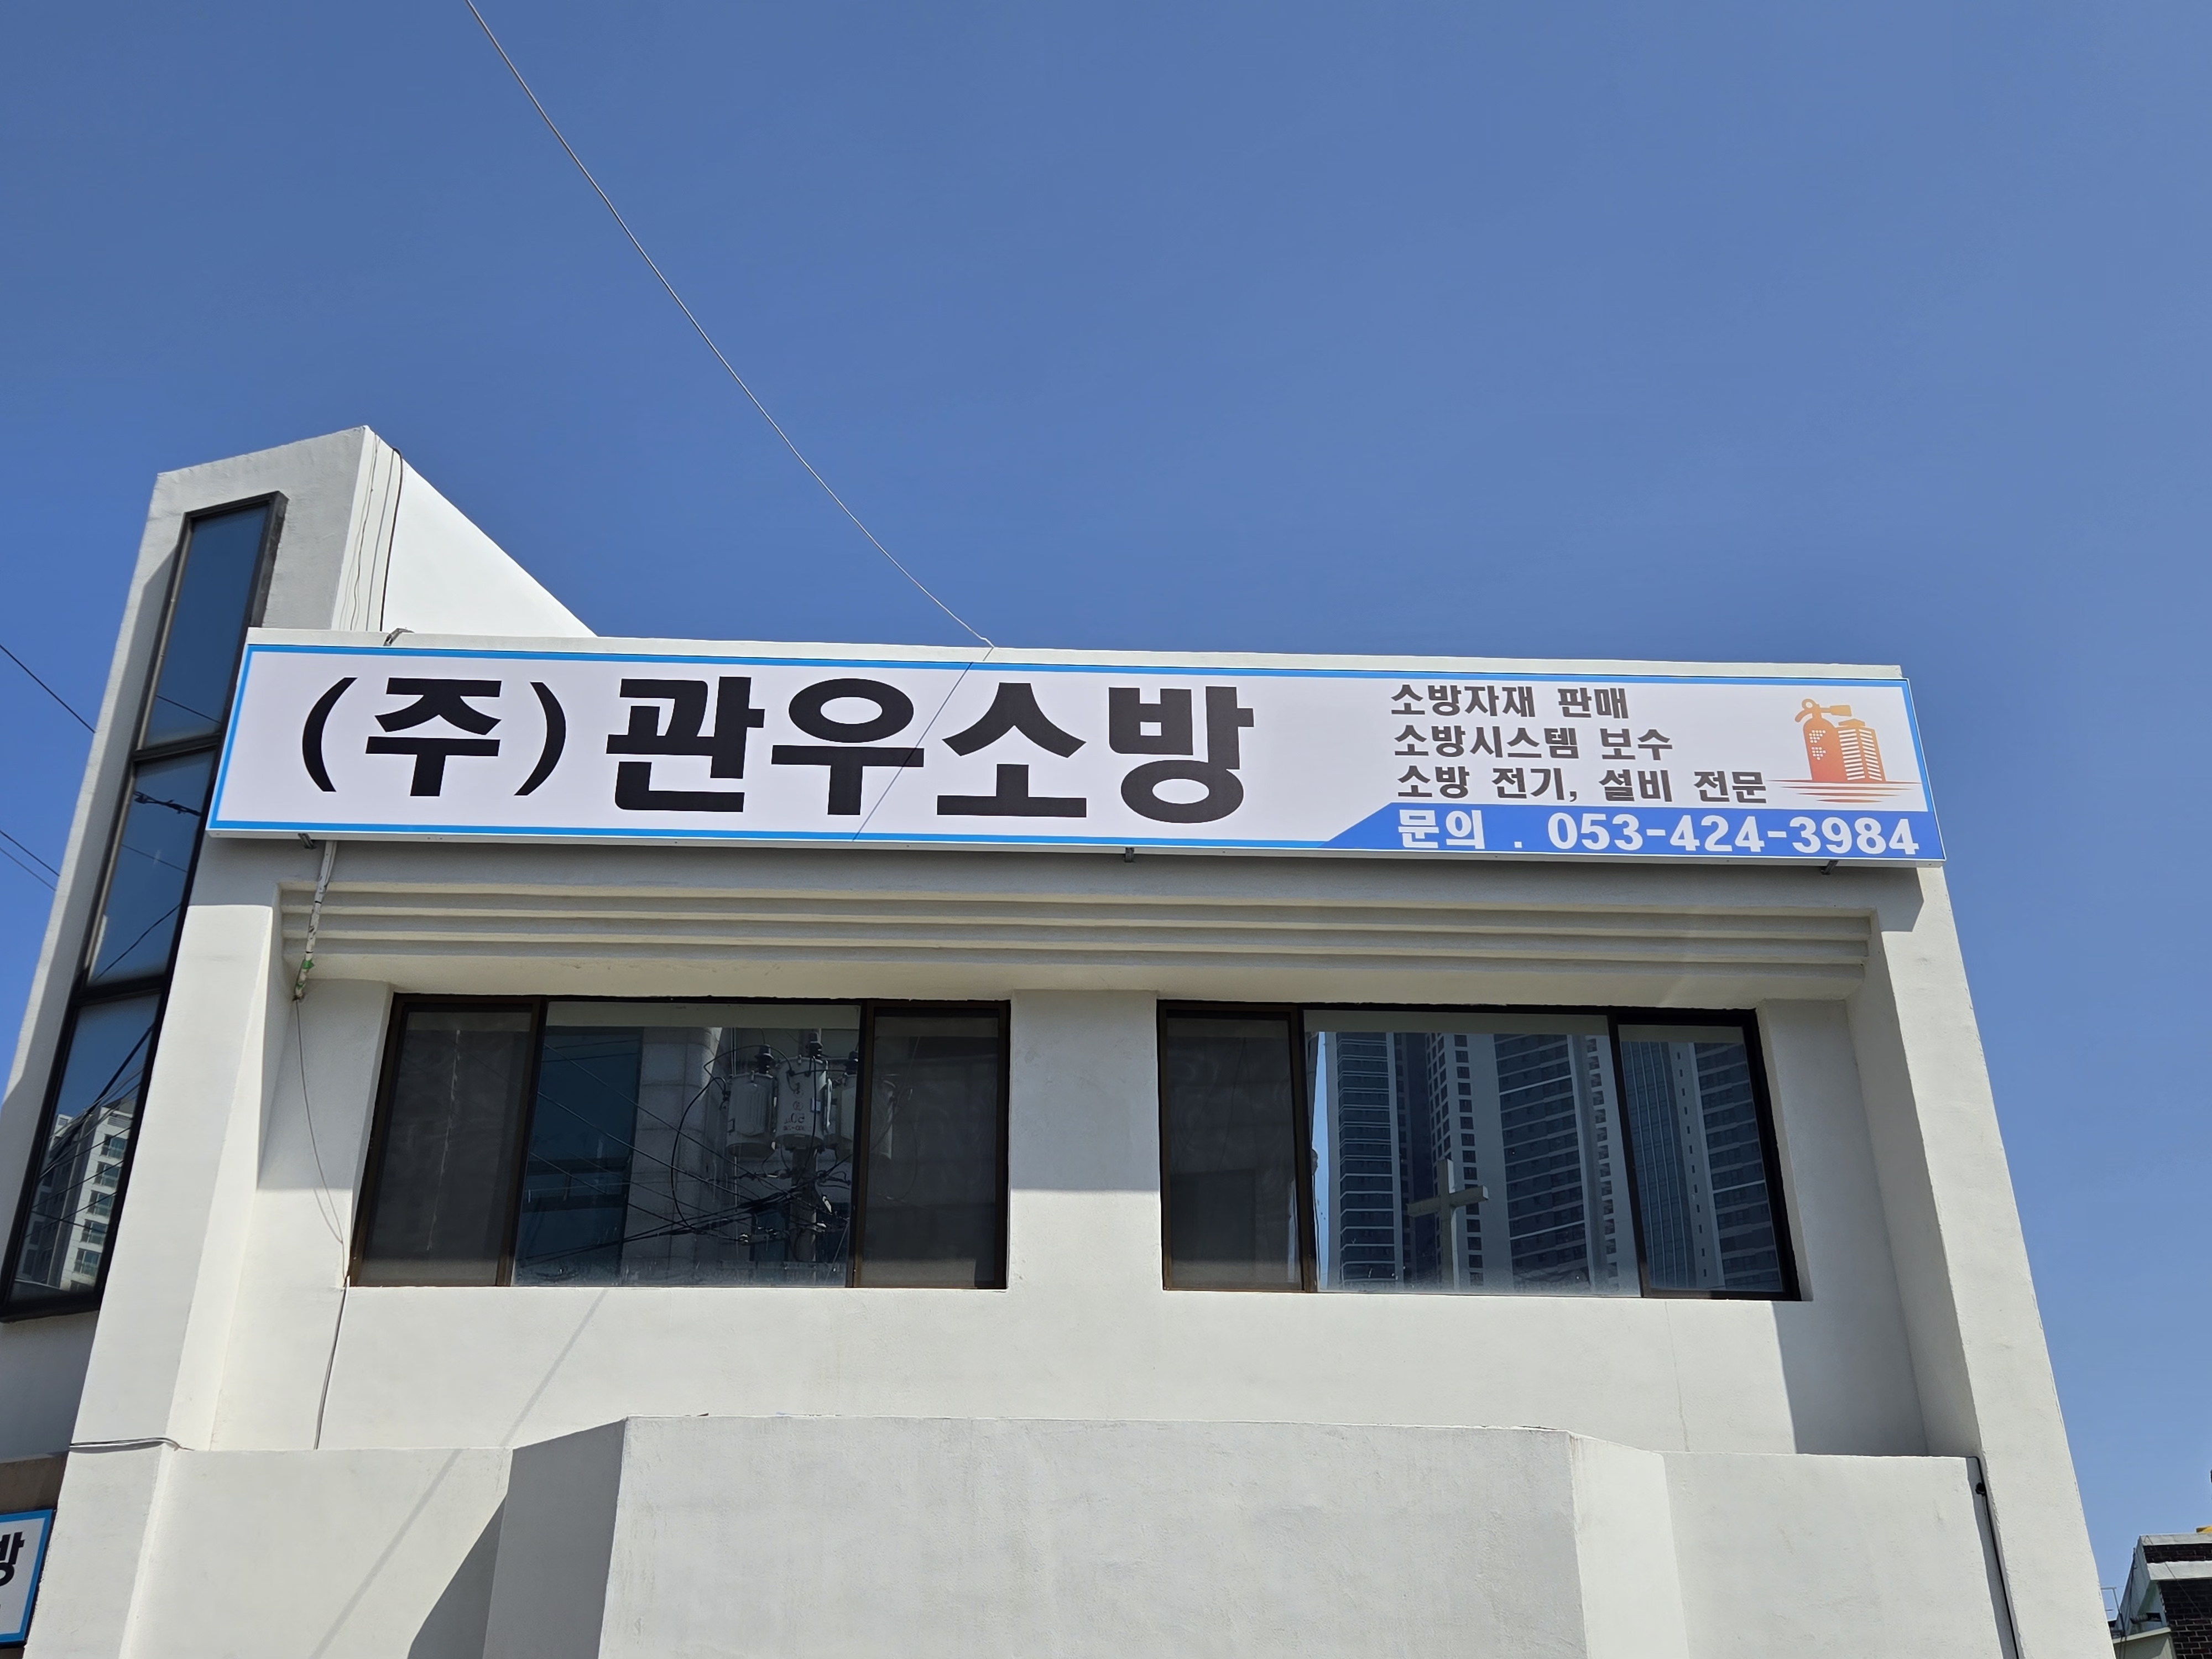 (주)관우소방
소방자재 판매
소방시스템 보수
소방 전기, 설비 전문
문의 . 053-424-3984
방